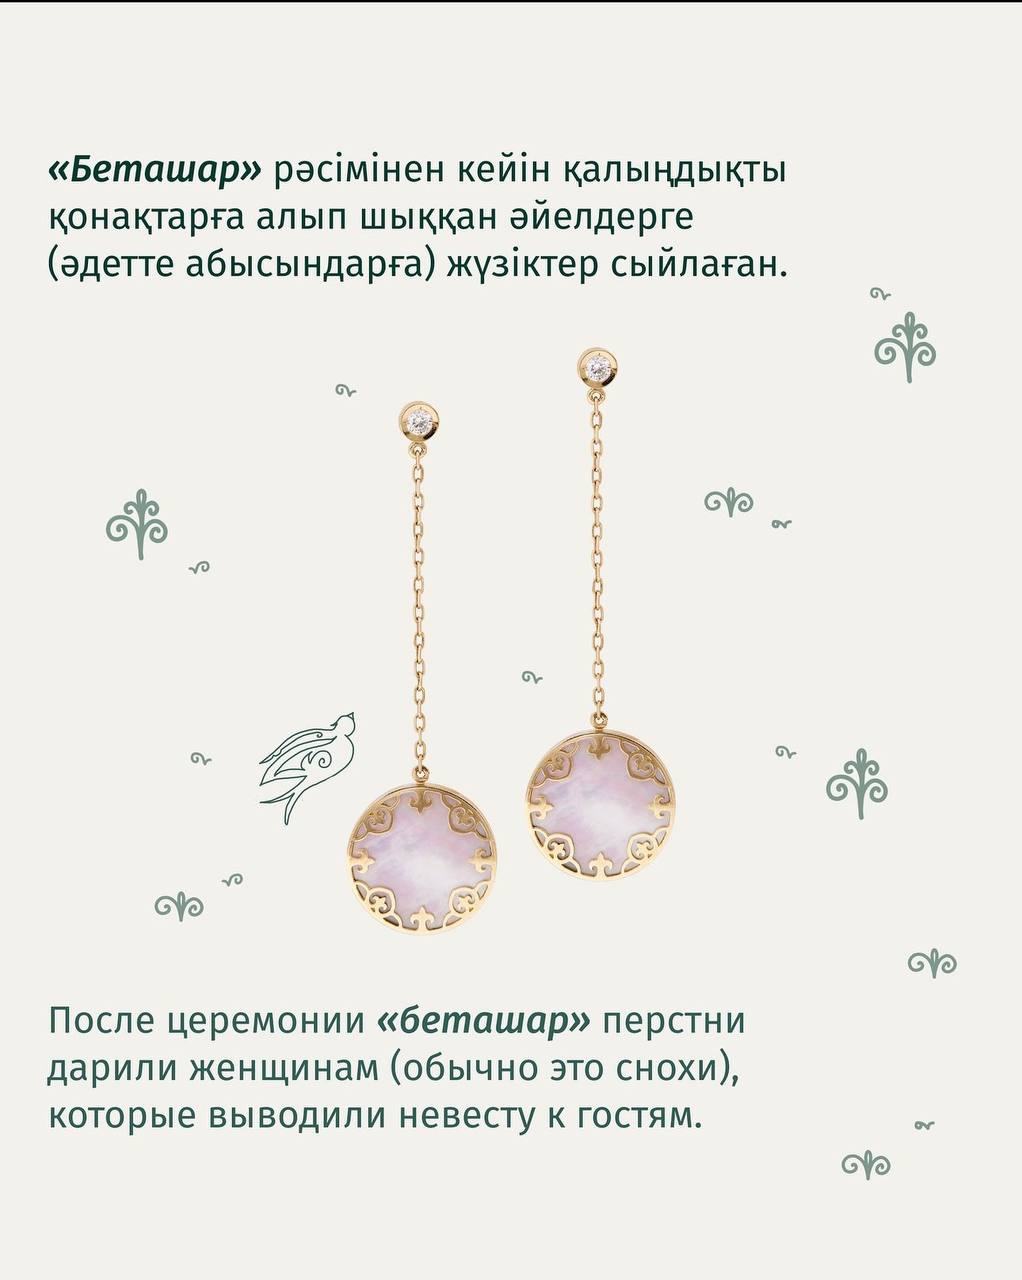 «Беташар» рәсімінен кейін қалыңдықты
қонақтарға алып шыққан әйелдерге
(әдетте абысындарға) жүзіктер сыйлаған.
После церемонии «беташар» перстни
дарили женщинам (обычно это снохи),
которые выводили невесту к гостям.